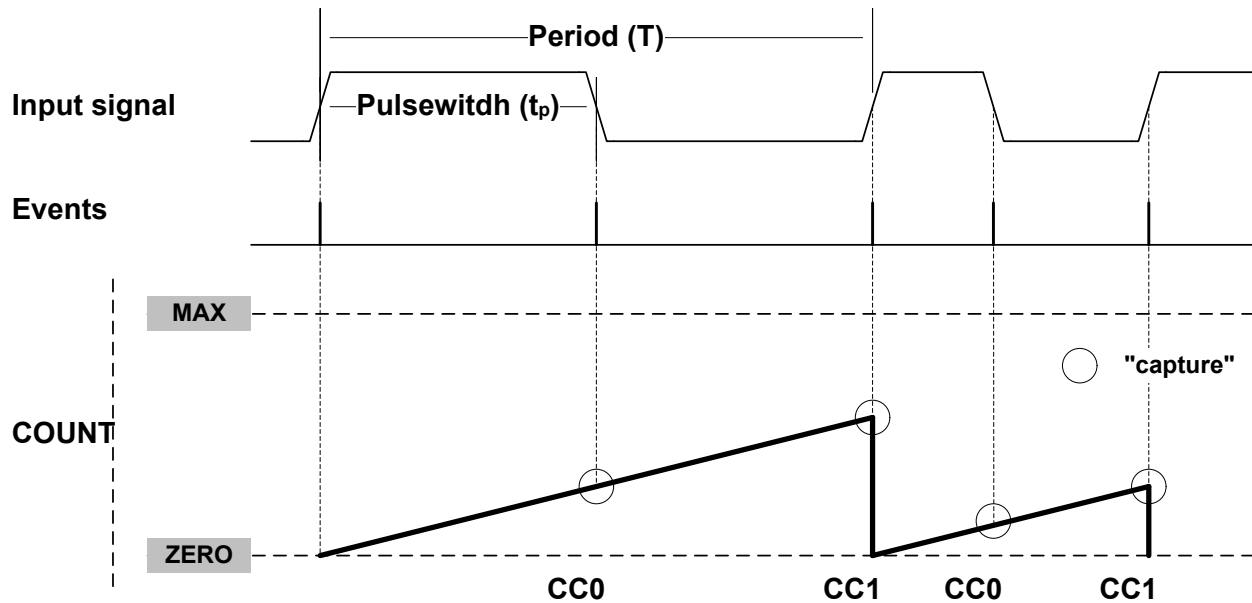 Period (T)
Input signal
Pulsewitdh (tp)
Events
MAX
"capture"
COUNT
ZERO
CC0 CC1 CC0 CC1